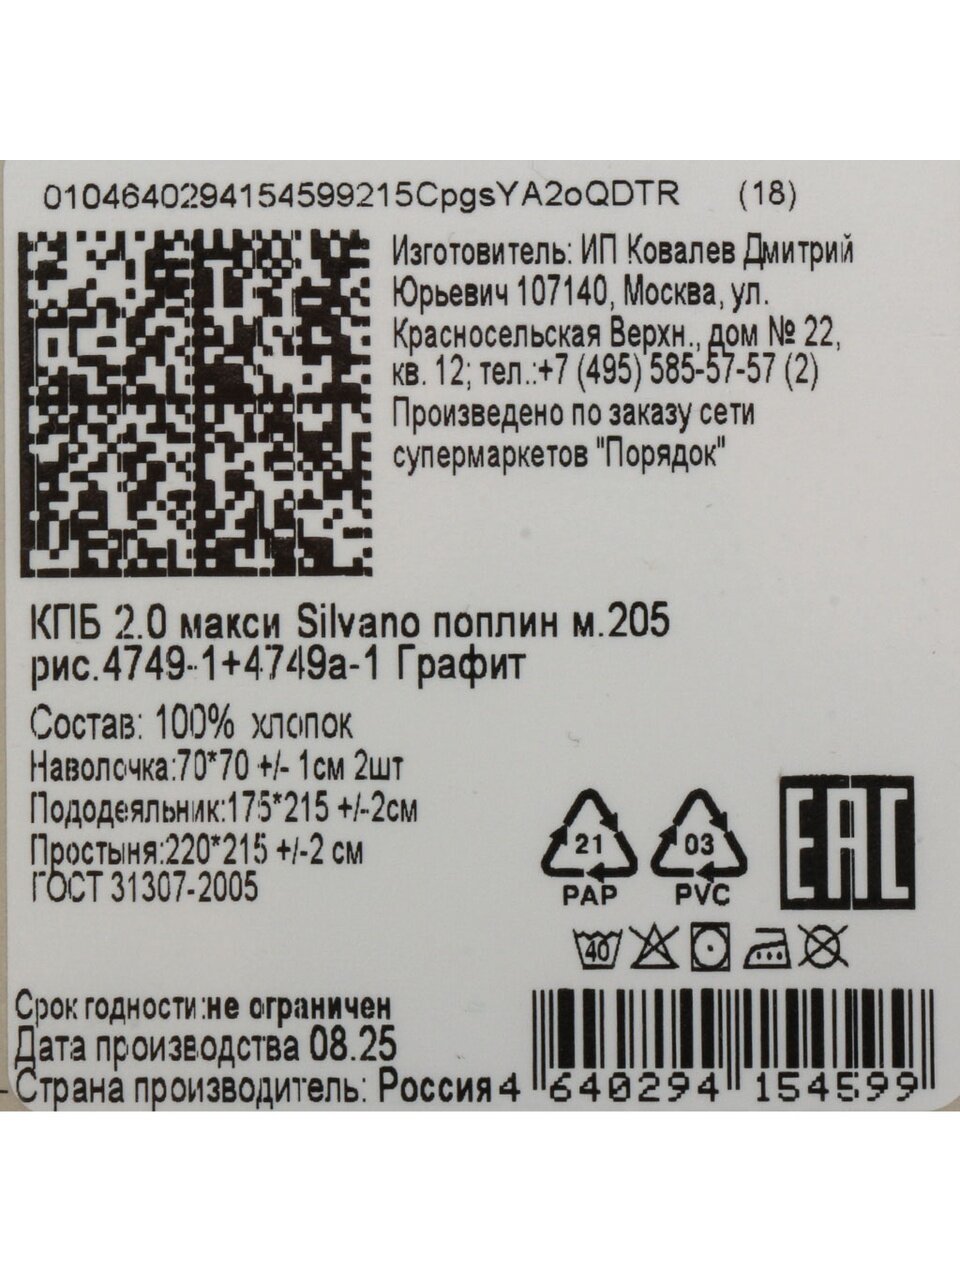 0104640294154599215CpgsYA2oQDTR (18)
Изготовитель: ИП Ковалев Дмитрий
Юрьевич 107140, Москва, ул.
Красносельская Верхн., дом № 22,
кв. 12; тел.:+7 (495) 585-57-57 (2)
Произведено по заказу сети
супермаркетов "Порядок"
КПБ 2.0 макси Silvano поплин м.205
рис.4749-1+4749а-1 Графит
Состав: 100% хлопок
Наволочка:70*70 +/- 1см 2шт
Пододеяльник:175*215 +/-2см
Простыня:220*215 +/-2 см
ГОСТ 31307-2005
21 03
PAP PVC
EAC
40
Срок годности:не ограничен
Дата производства 08.25
Страна производитель: Россия
4 640294 154599